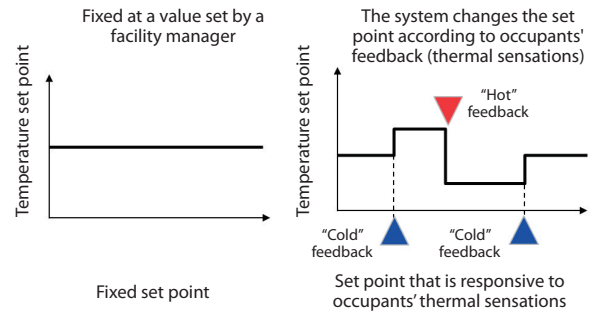 Fixed at a value set by a
facility manager
Temperature set point
Fixed set point
The system changes the set
point according to occupants'
feedback (thermal sensations)
Temperature set point
“Hot”
feedback
“Cold”
feedback
“Cold”
feedback
Set point that is responsive to
occupants’ thermal sensations